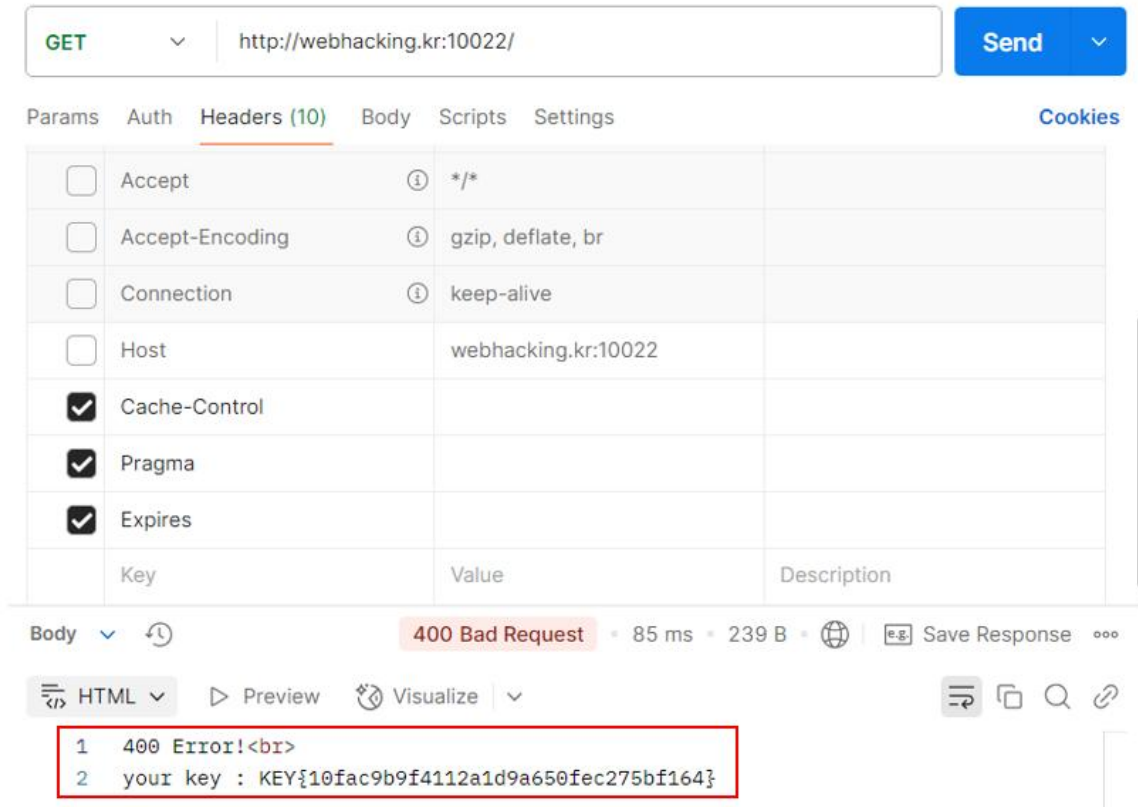 GET http://webhacking.kr:10022/ Send
Params Auth Headers (10) Body Scripts Settings Cookies
Accept */*
Accept-Encoding gzip, deflate, br
Connection keep-alive
Host webhacking.kr:10022
Cache-Control
Pragma
Expires
Key Value Description
Body 400 Bad Request 85 ms 239 B e.g. Save Response
HTML Preview Visualize
1 400 Error!<br>
2 your key : KEY{10fac9b9f4112a1d9a650fec275bf164}